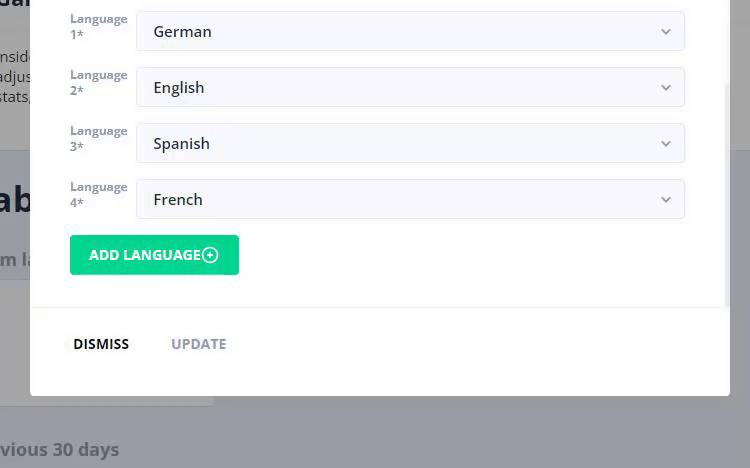 Language
1*
German
nside
adjus
stats,
Language
2*
English
Language
3*
Spanish
Language
4*
French
ab
ADD LANGUAGE
m la
DISMISS
UPDATE
vious 30 days